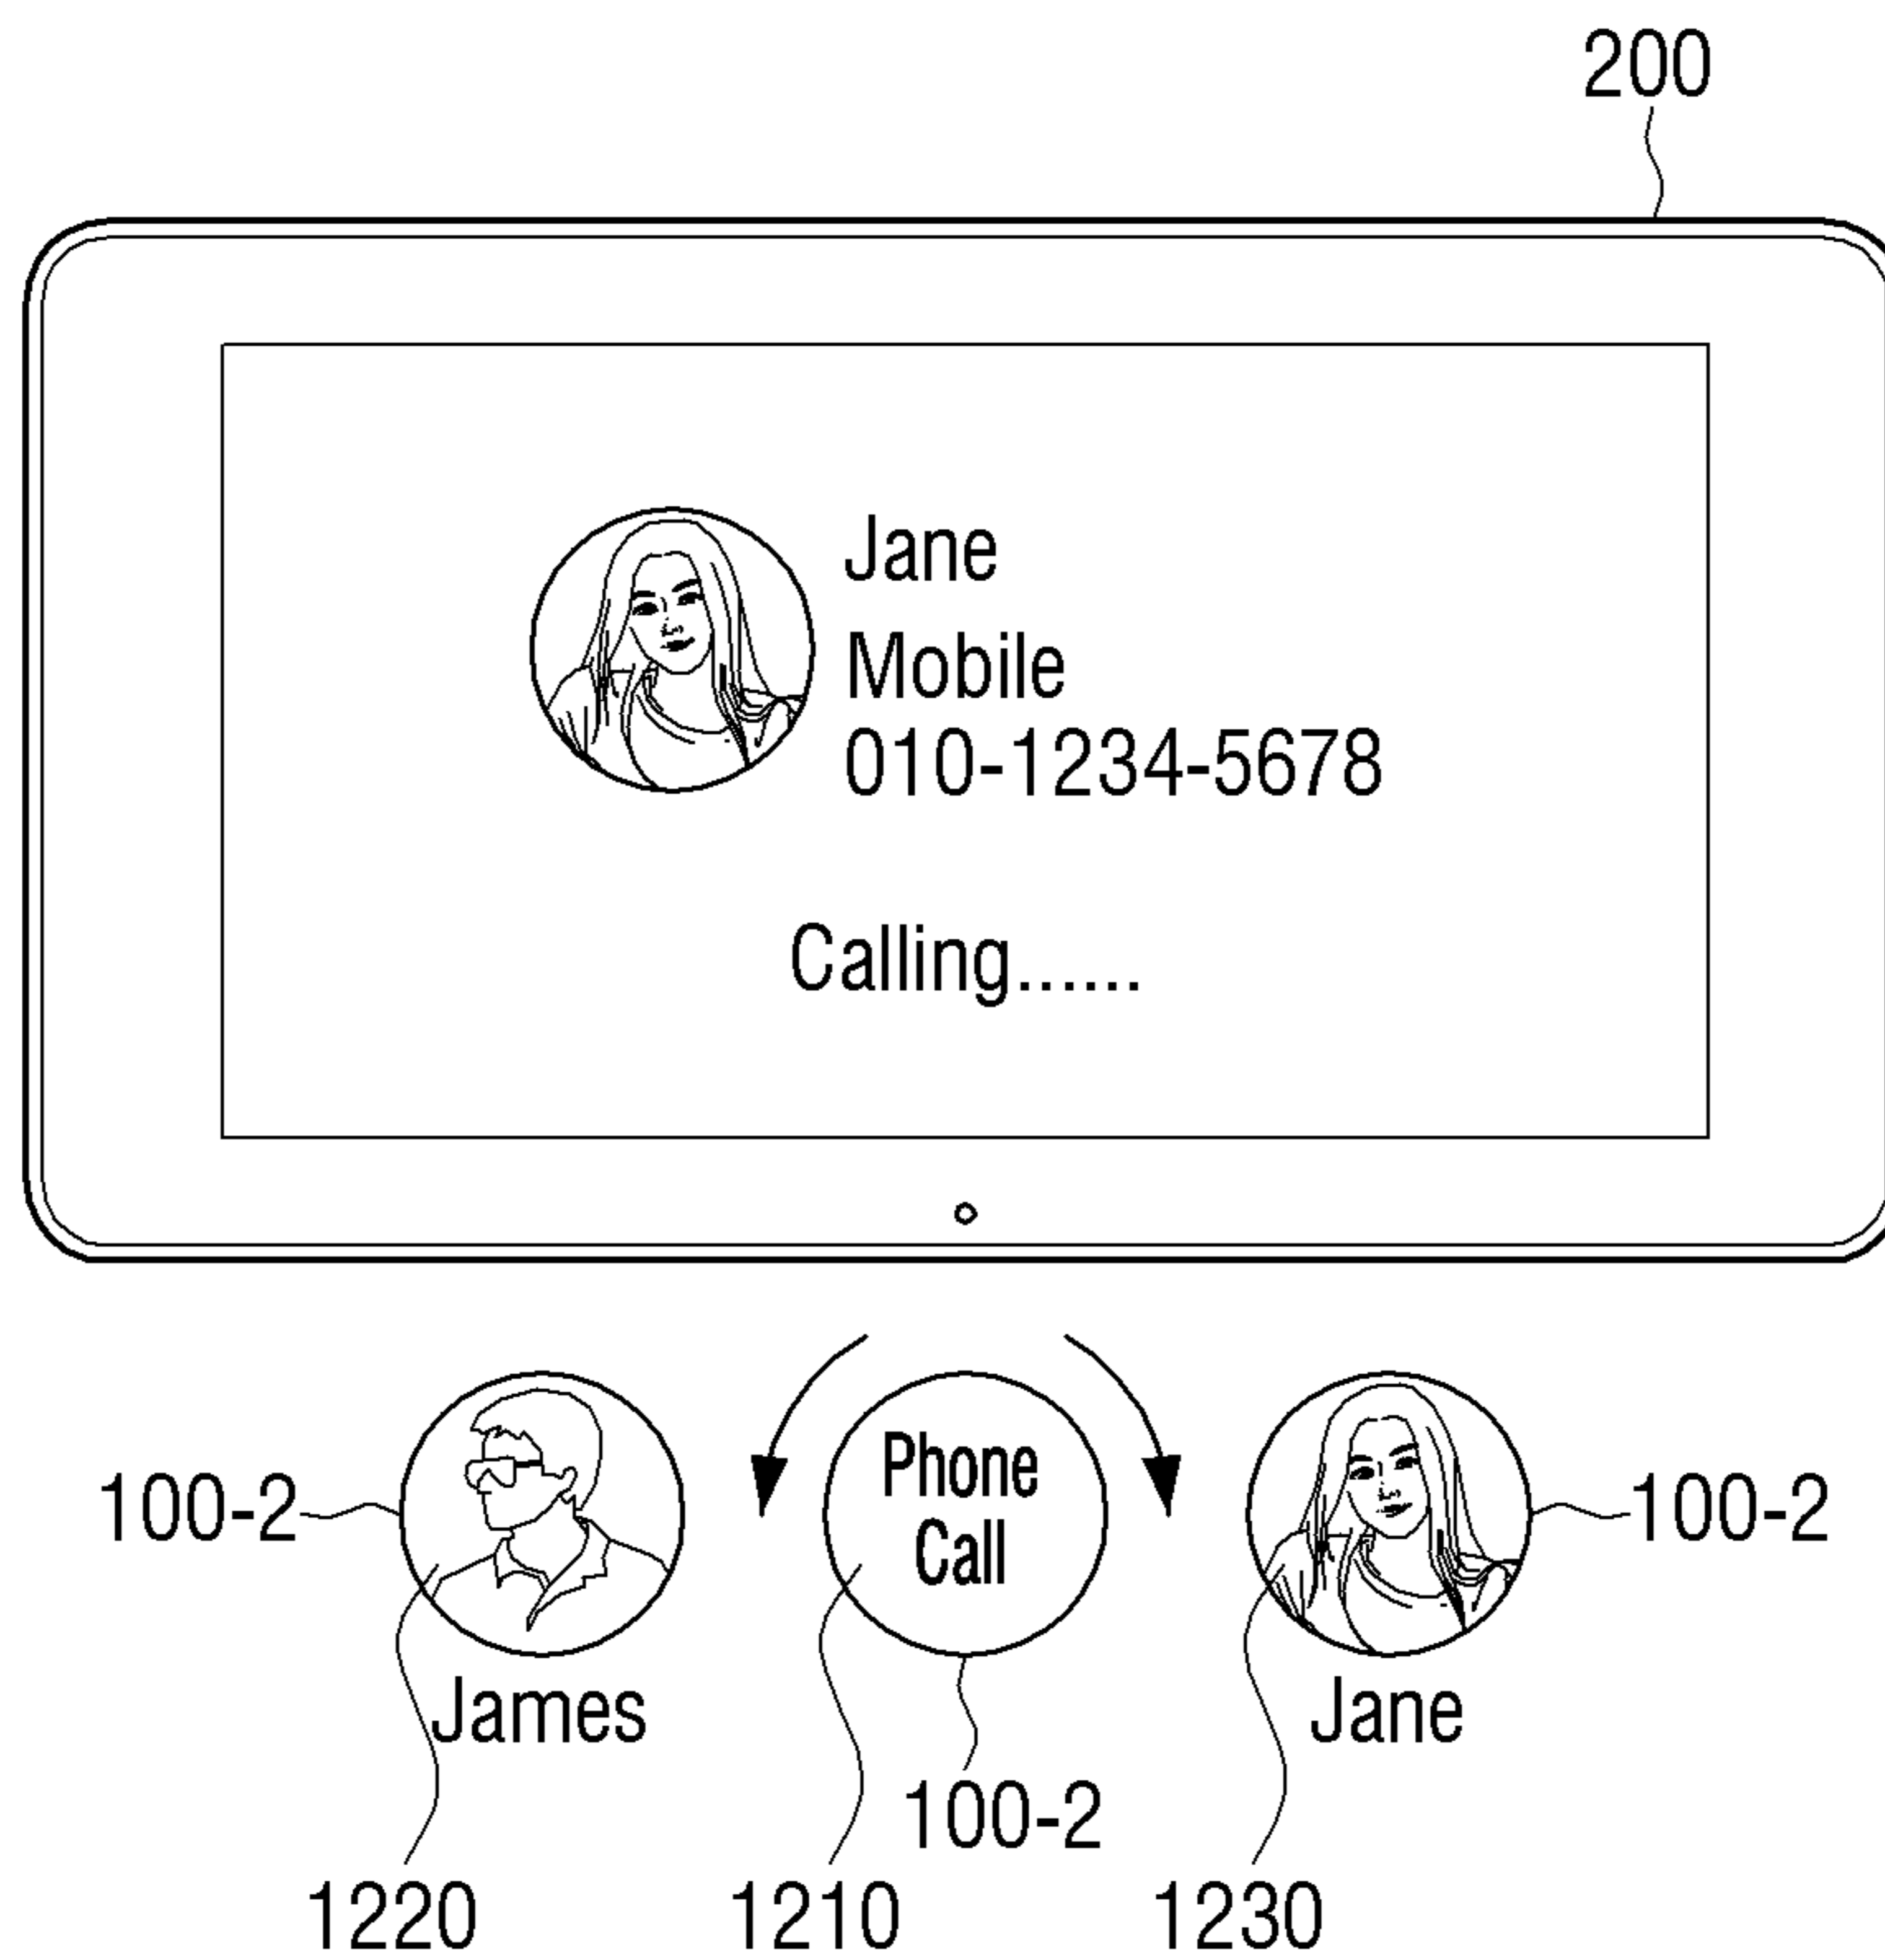 200
Jane
Mobile
010-1234-5678
Calling......
100-2
Phone
Call
100-2
James
Jane
100-2
1220
1210
1230